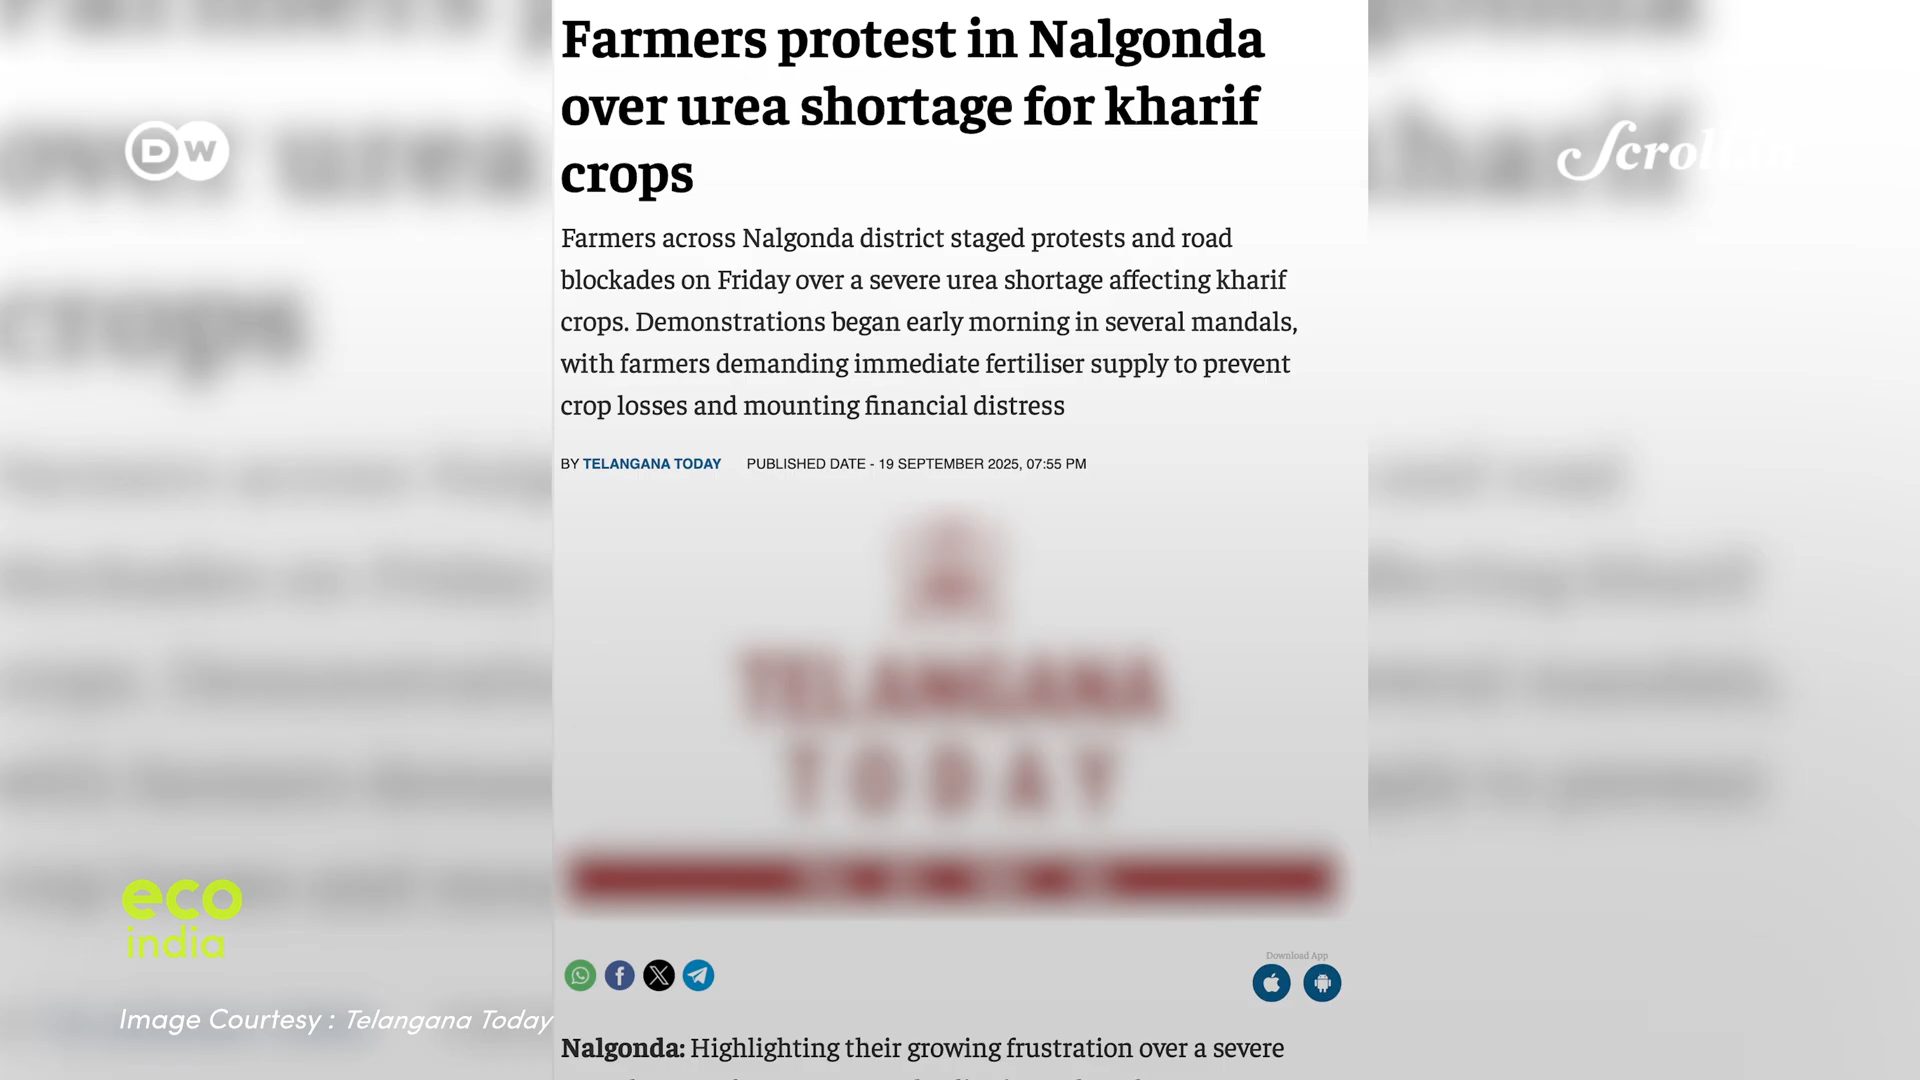 Farmers protest in Nalgonda
over urea shortage for kharif
crops
DW
Scroll.in
Farmers across Nalgonda district staged protests and road
blockades on Friday over a severe urea shortage affecting kharif
crops. Demonstrations began early morning in several mandals,
with farmers demanding immediate fertiliser supply to prevent
crop losses and mounting financial distress
BY TELANGANA TODAY PUBLISHED DATE - 19 SEPTEMBER 2025, 07:55 PM
TELANGANA
TODAY
eco
india
Download App
Image Courtesy : Telangana Today
Nalgonda: Highlighting their growing frustration over a severe